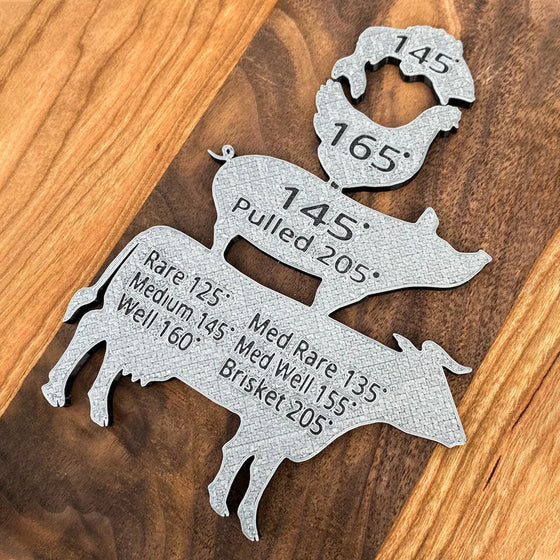 145°
165°
145°
Pulled 205°
Rare 125°
Medium 145°
Well 160°
Med Rare 135°
Med Well 155°
Brisket 205°